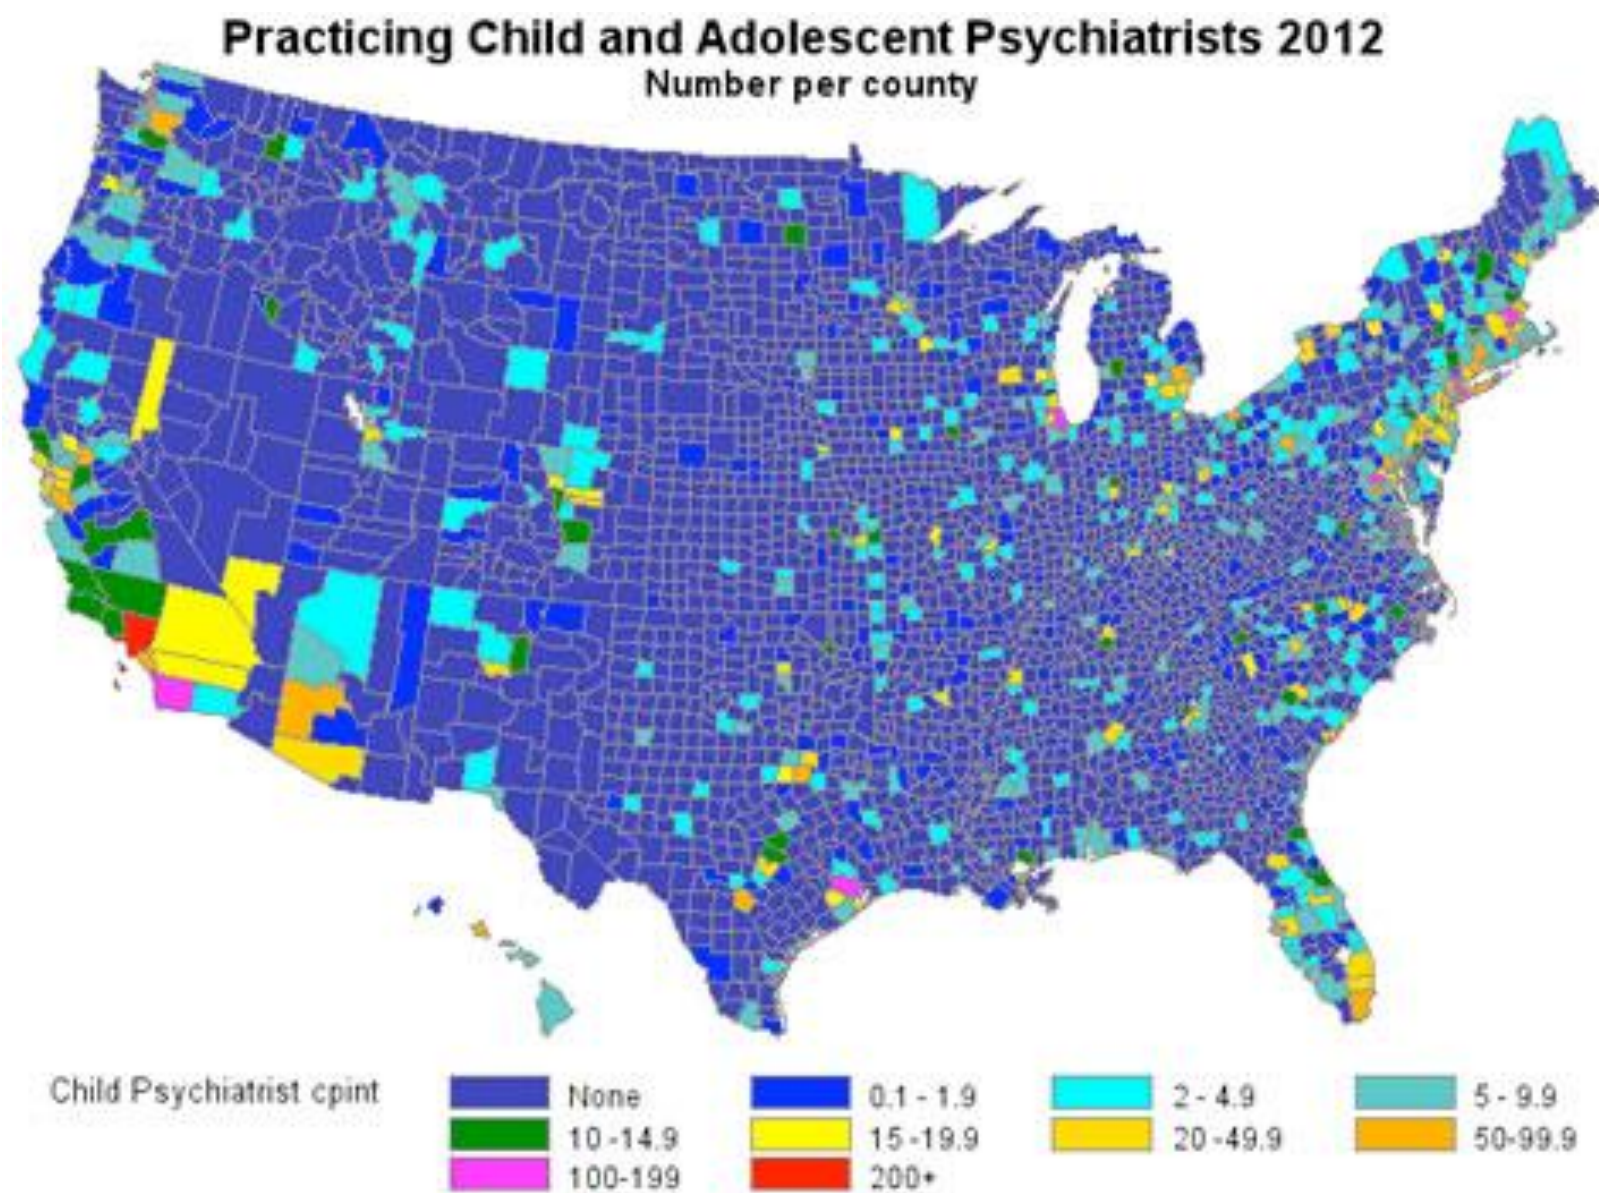 Practicing Child and Adolescent Psychiatrists 2012
Number per county
Child Psychiatrist cpint
None
0.1 - 1.9
2 - 4.9
5 - 9.9
10 -14.9
15 -19.9
20 -49.9
50-99.9
100-199
200+